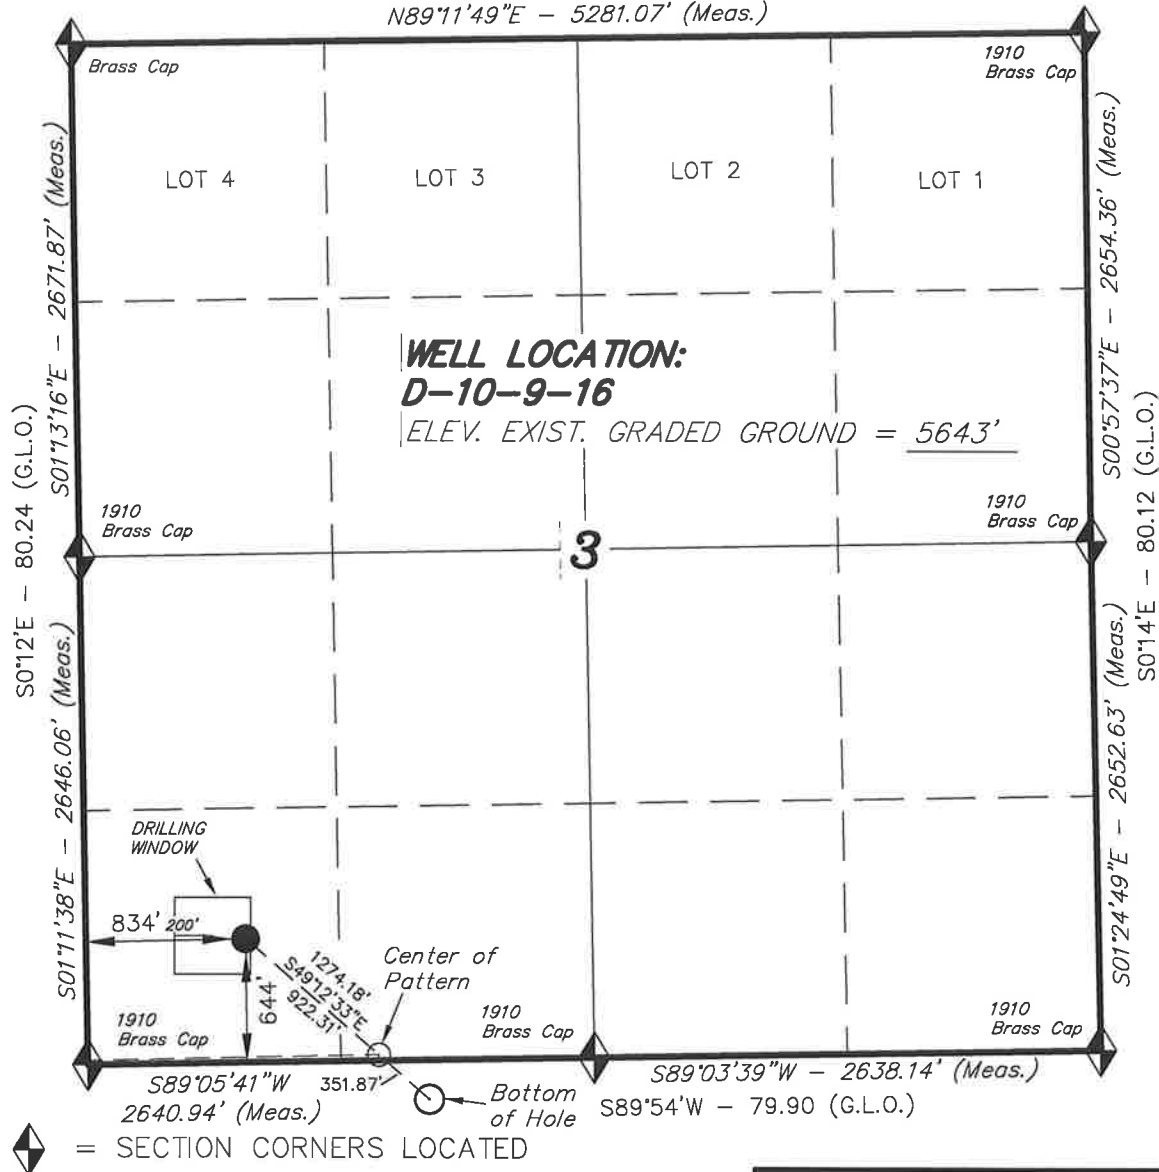 N89°11'49"E – 5281.07' (Meas.)
Brass Cap
1910
Brass Cap
LOT 4
LOT 3
LOT 2
LOT 1
S01°13'16"E – 2671.87' (Meas.)
S00°57'37"E – 2654.36' (Meas.)
WELL LOCATION:
D–10–9–16
ELEV. EXIST. GRADED GROUND = 5643'
S0°12'E – 80.24 (G.L.O.)
S0°14'E – 80.12 (G.L.O.)
1910
Brass Cap
1910
Brass Cap
3
S01°11'38"E – 2646.06' (Meas.)
S01°24'49"E – 2652.63' (Meas.)
DRILLING
WINDOW
834'
200'
644'
1274.18'
S49°12'33"E
922.31'
Center of
Pattern
1910
Brass Cap
1910
Brass Cap
1910
Brass Cap
S89°05'41"W
2640.94' (Meas.)
351.87'
S89°03'39"W – 2638.14' (Meas.)
Bottom
of Hole
S89°54'W – 79.90 (G.L.O.)
= SECTION CORNERS LOCATED